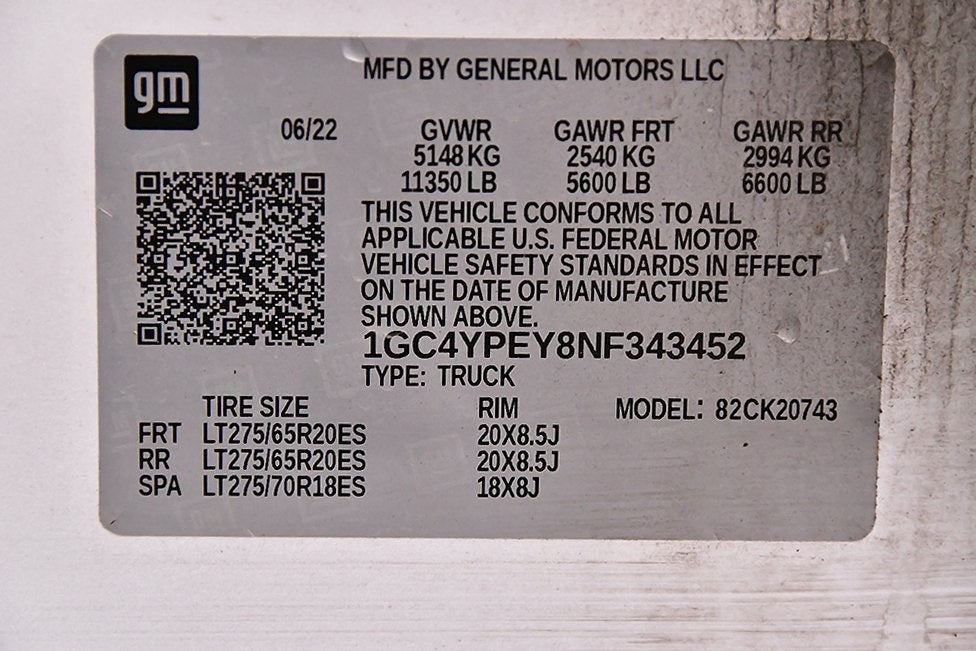 gm
MFD BY GENERAL MOTORS LLC
06/22 GVWR GAWR FRT GAWR RR
5148 KG 2540 KG 2994 KG
11350 LB 5600 LB 6600 LB
THIS VEHICLE CONFORMS TO ALL
APPLICABLE U.S. FEDERAL MOTOR
VEHICLE SAFETY STANDARDS IN EFFECT
ON THE DATE OF MANUFACTURE
SHOWN ABOVE.
1GC4YPEY8NF343452
TYPE: TRUCK
TIRE SIZE RIM MODEL: 82CK20743
FRT LT275/65R20ES 20X8.5J
RR LT275/65R20ES 20X8.5J
SPA LT275/70R18ES 18X8J